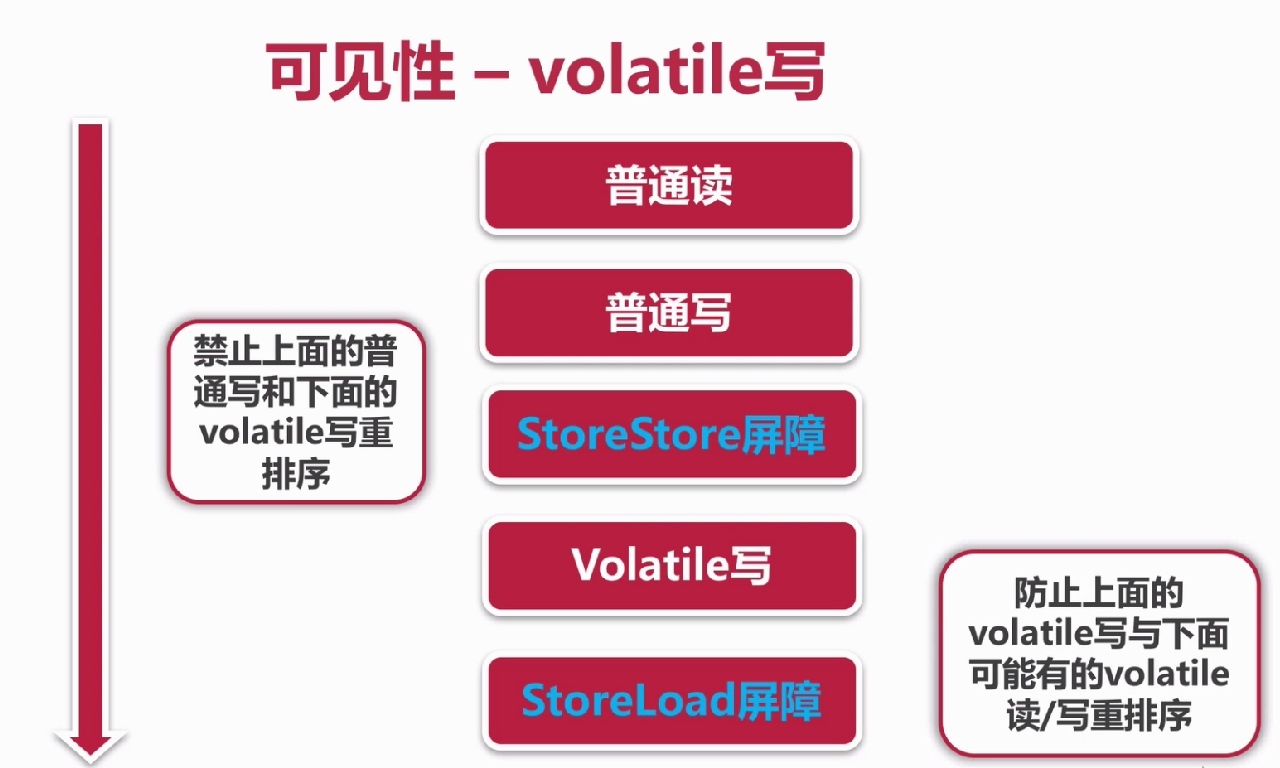 可见性 – volatile写
普通读
普通写
禁止上面的普
通写和下面的
volatile写重
排序
StoreStore屏障
Volatile写
防止上面的
volatile写与下面
可能有的volatile
读/写重排序
StoreLoad屏障